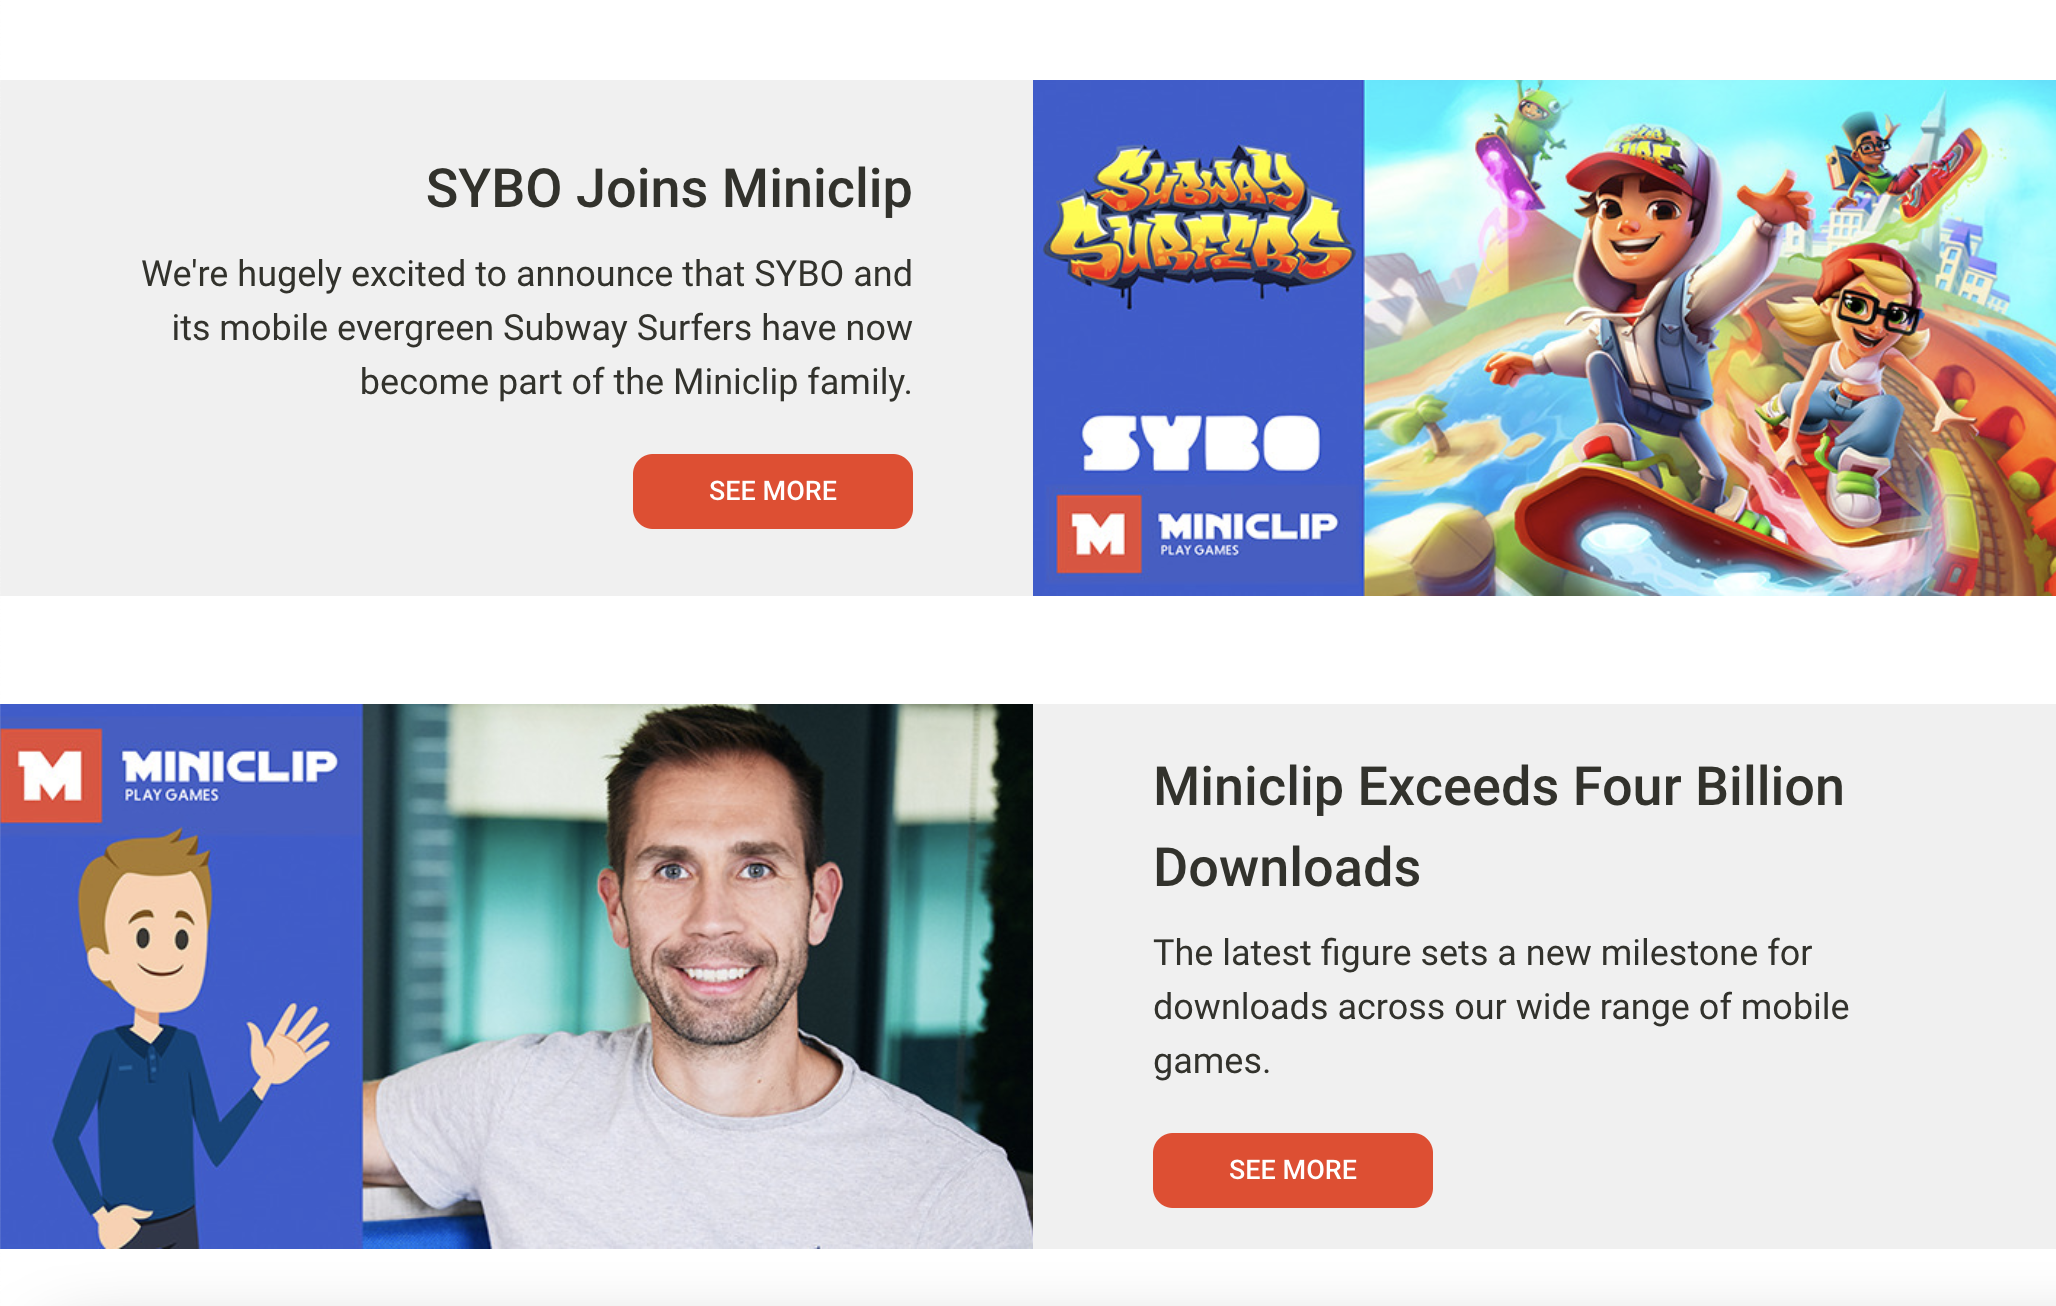 SYBO Joins Miniclip
We're hugely excited to announce that SYBO and
its mobile evergreen Subway Surfers have now
become part of the Miniclip family.
SEE MORE
SUBWAY
SURFERS
SYBO
M MINICLIP
PLAY GAMES
M MINICLIP
PLAY GAMES
Miniclip Exceeds Four Billion
Downloads
The latest figure sets a new milestone for
downloads across our wide range of mobile
games.
SEE MORE